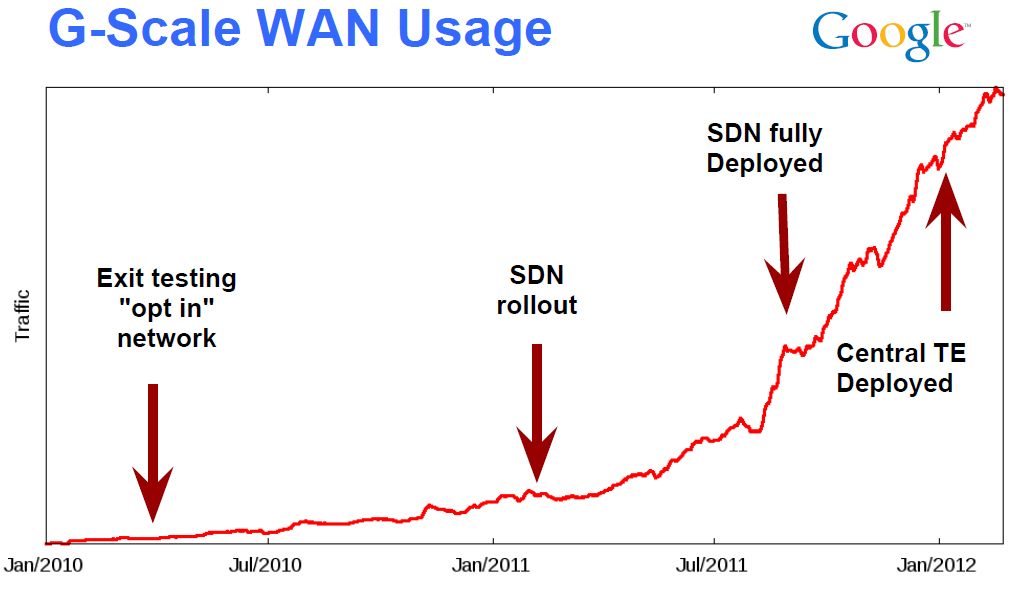 G-Scale WAN Usage
Google™
SDN fully
Deployed
Exit testing
"opt in"
network
SDN
rollout
Central TE
Deployed
Traffic
Jan/2010
Jul/2010
Jan/2011
Jul/2011
Jan/2012